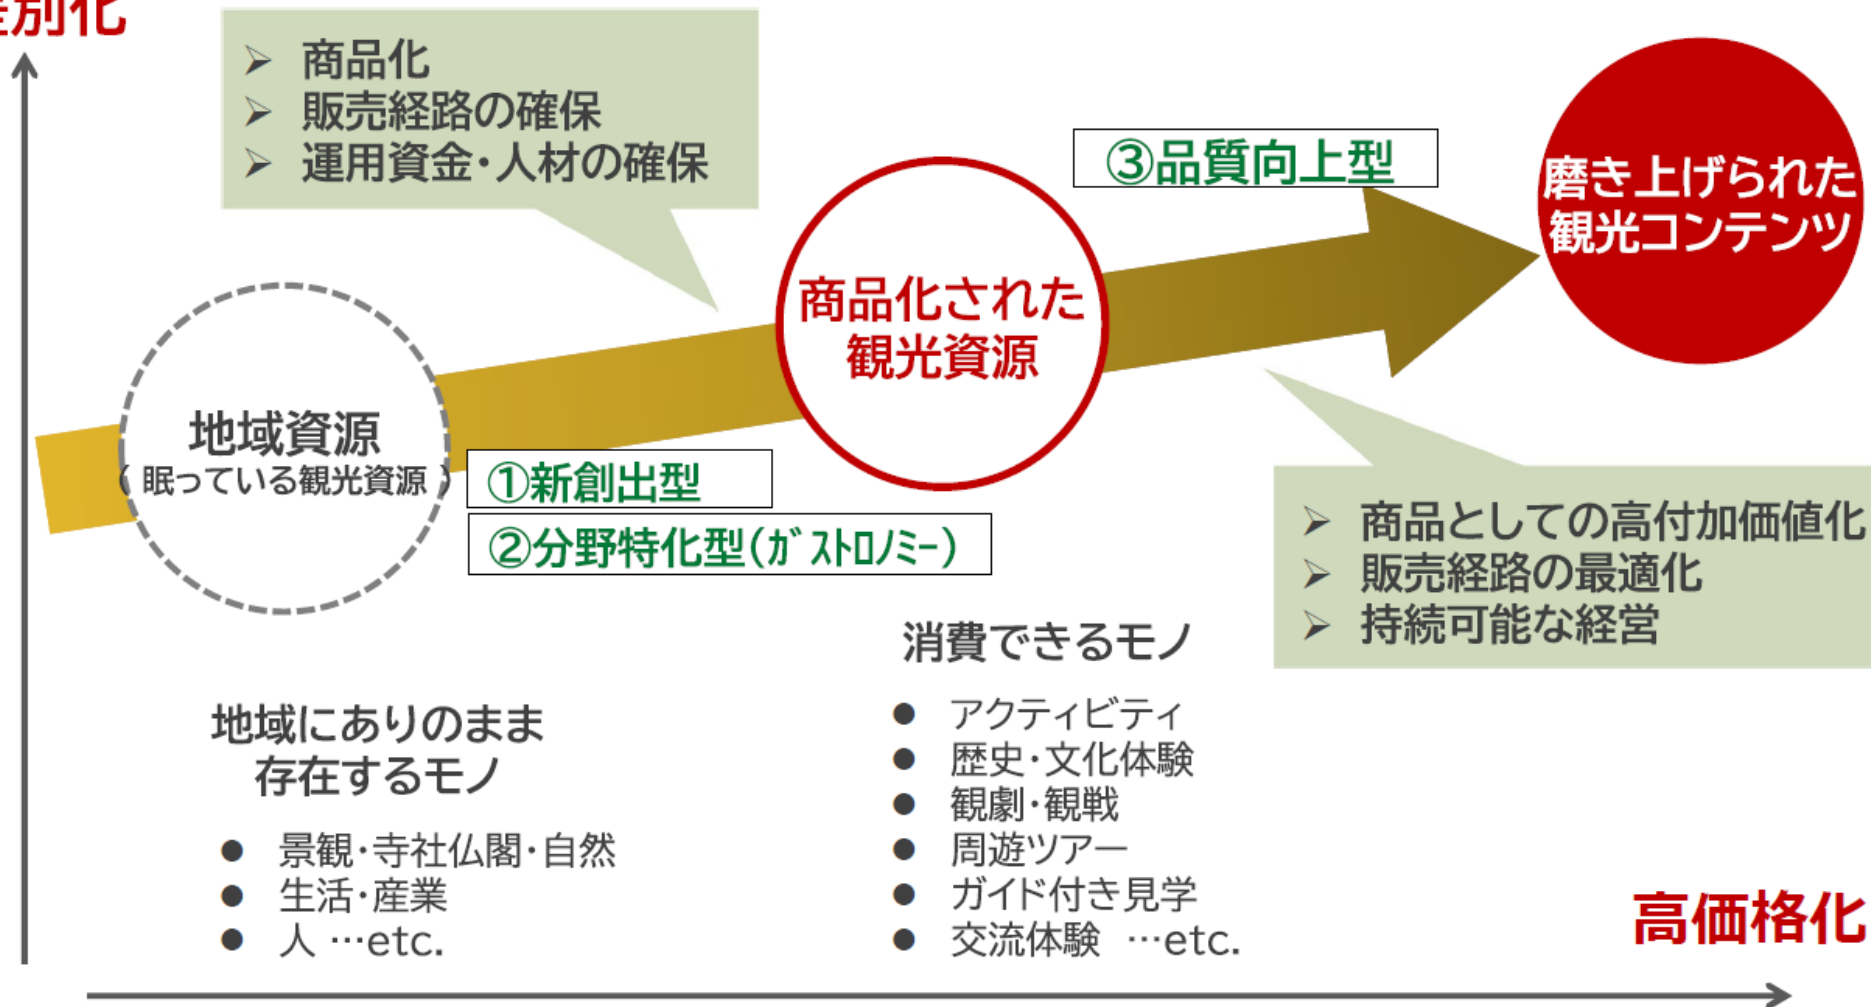 別化
➢ 商品化
➢ 販売経路の確保
➢ 運用資金・人材の確保
③品質向上型
磨き上げられた
観光コンテンツ
商品化された
観光資源
地域資源
( 眠っている観光資源 )
①新創出型
②分野特化型(ガストロノミー)
➢ 商品としての高付加価値化
➢ 販売経路の最適化
➢ 持続可能な経営
地域にありのまま
存在するモノ
● 景観・寺社仏閣・自然
● 生活・産業
● 人 …etc.
消費できるモノ
● アクティビティ
● 歴史・文化体験
● 観劇・観戦
● 周遊ツアー
● ガイド付き見学
● 交流体験 …etc.
高価格化